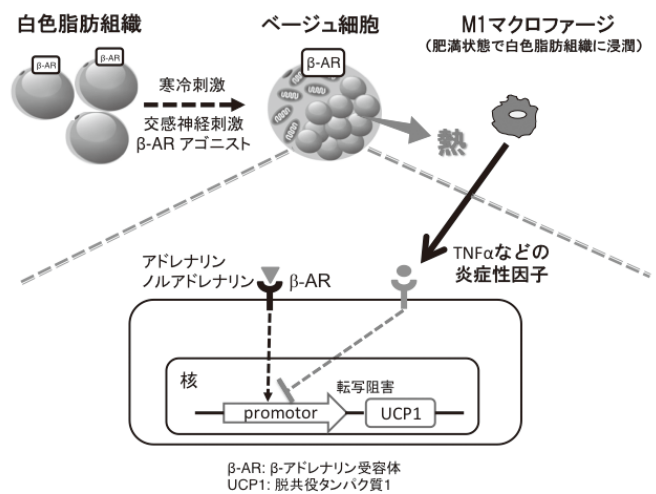 白色脂肪組織
ベージュ細胞
M1マクロファージ
(肥満状態で白色脂肪組織に浸潤)
β-AR
β-AR
β-AR
寒冷刺激
交感神経刺激
β-AR アゴニスト
熱
TNFαなどの
炎症性因子
アドレナリン
ノルアドレナリン
β-AR
核
転写阻害
promotor
UCP1
β-AR: β-アドレナリン受容体
UCP1: 脱共役タンパク質1